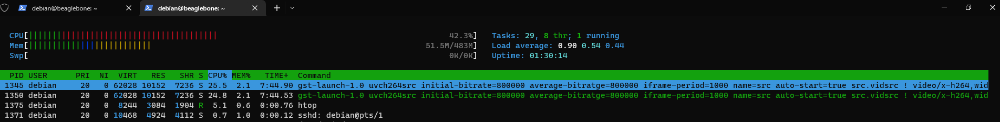 debian@beaglebone: ~ debian@beaglebone: ~
CPU[|||||||||||||||||||||||||||||||||||||||| 42.3%] Tasks: 29, 8 thr; 1 running
Mem[|||||||||||||||||||||||||| 51.5M/483M] Load average: 0.90 0.54 0.44
Swp[ 0K/0K] Uptime: 01:30:14
PID USER PRI NI VIRT RES SHR S CPU% MEM% TIME+ Command
1345 debian 20 0 62028 10152 7236 S 25.5 2.1 7:44.90 gst-launch-1.0 uvch264src initial-bitrate=800000 average-bitratge=800000 iframe-period=1000 name=src auto-start=true src.vidsrc ! video/x-h264,wid
1350 debian 20 0 62028 10152 7236 S 24.8 2.1 7:44.53 gst-launch-1.0 uvch264src initial-bitrate=800000 average-bitratge=800000 iframe-period=1000 name=src auto-start=true src.vidsrc ! video/x-h264,wid
1375 debian 20 0 8244 3084 1904 R 5.1 0.6 0:00.76 htop
1371 debian 20 0 10468 4924 4112 S 0.7 1.0 0:00.12 sshd: debian@pts/1